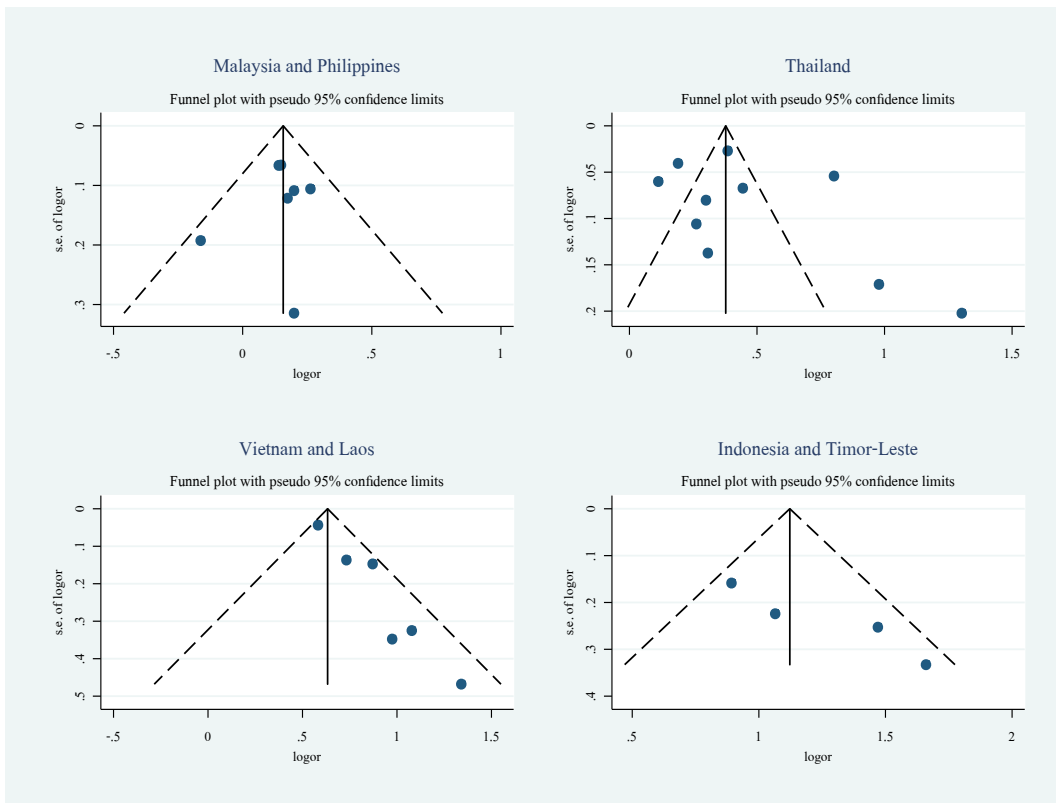 Malaysia and Philippines
Funnel plot with pseudo 95% confidence limits
s.e. of logor
0
.1
.2
.3
-.5
0
.5
1
logor
Thailand
Funnel plot with pseudo 95% confidence limits
s.e. of logor
0
.05
.1
.15
.2
0
.5
1
1.5
logor
Vietnam and Laos
Funnel plot with pseudo 95% confidence limits
s.e. of logor
0
.1
.2
.3
.4
.5
-.5
0
.5
1
1.5
logor
Indonesia and Timor-Leste
Funnel plot with pseudo 95% confidence limits
s.e. of logor
0
.1
.2
.3
.4
.5
1
1.5
2
logor